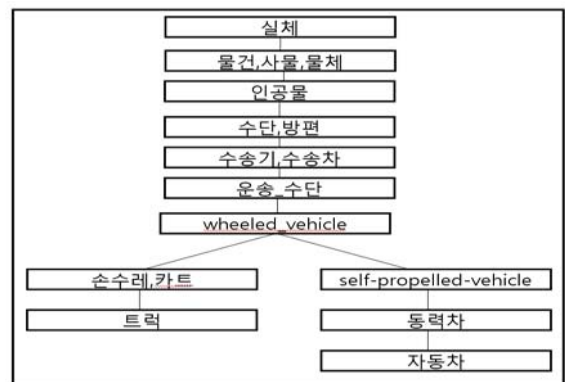 실체
물건,사물,물체
인공물
수단,방편
수송기,수송차
운송_수단
wheeled_vehicle
손수레,카트
self-propelled-vehicle
트럭
동력차
자동차